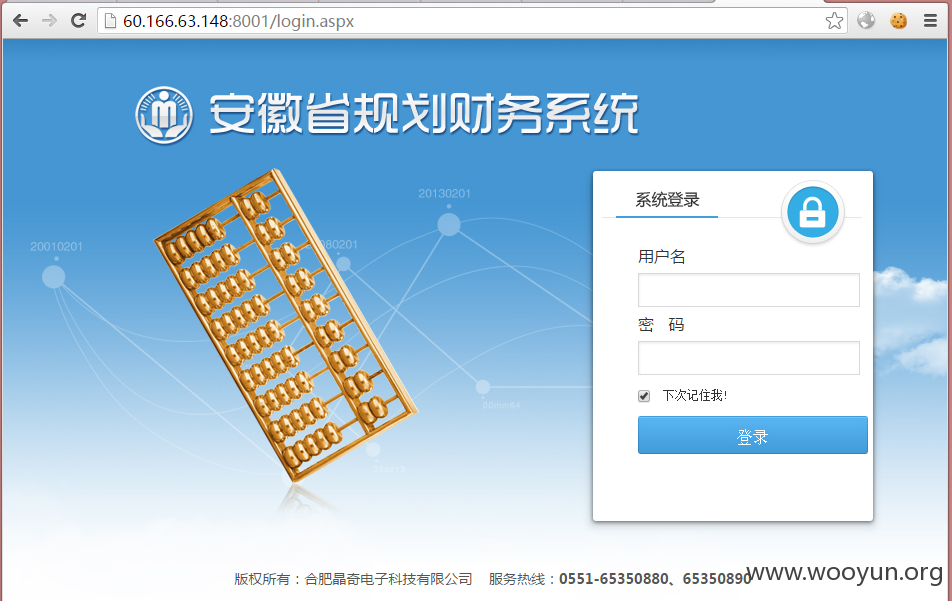 60.166.63.148:8001/login.aspx
安徽省规划财务系统
系统登录
20130201
20010201
用户名
密 码
下次记住我!
登录
版权所有：合肥晶奇电子科技有限公司 服务热线：0551-65350880、65350890
www.wooyun.org